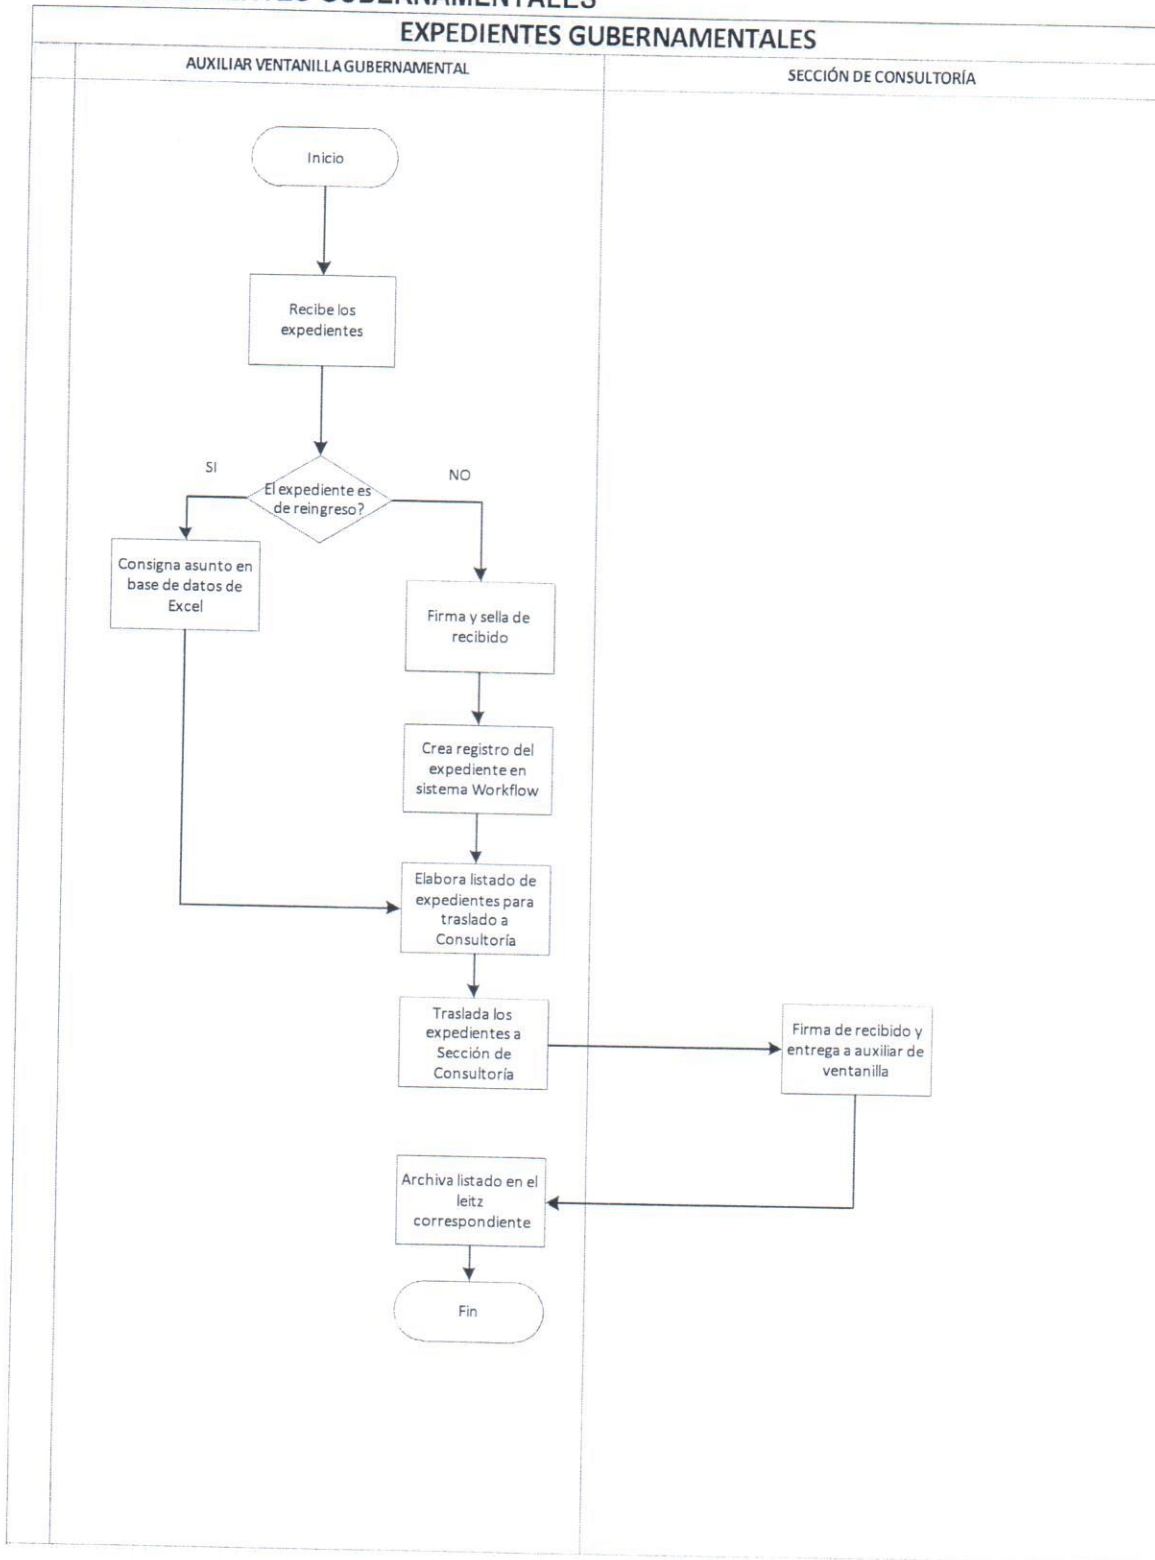 GUBERNAMENTALES
EXPEDIENTES GUBERNAMENTALES
AUXILIAR VENTANILLA GUBERNAMENTAL
SECCIÓN DE CONSULTORÍA
Inicio
Recibe los
expedientes
SI
NO
El expediente es
de reingreso?
Consigna asunto en
base de datos de
Excel
Firma y sella de
recibido
Crea registro del
expediente en
sistema Workflow
Elabora listado de
expedientes para
traslado a
Consultoría
Traslada los
expedientes a
Sección de
Consultoría
Firma de recibido y
entrega a auxiliar de
ventanilla
Archiva listado en el
leitz
correspondiente
Fin